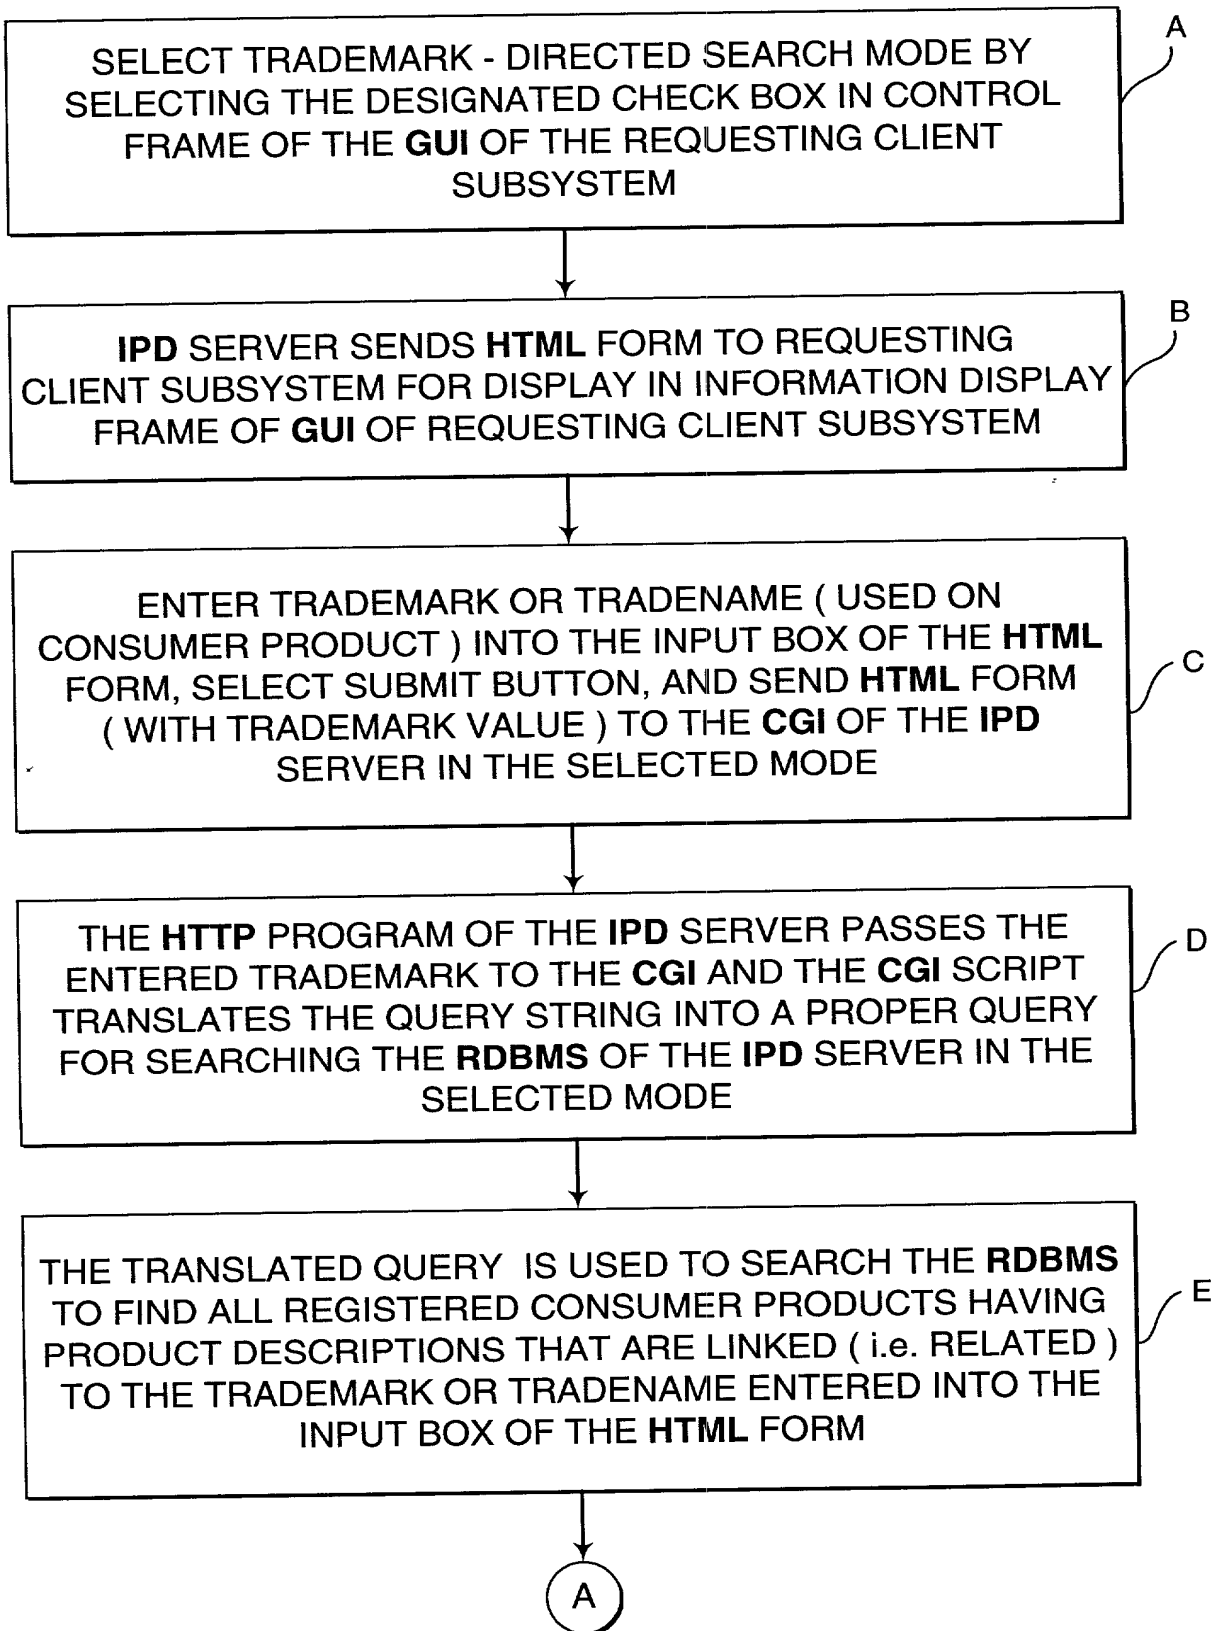 A
SELECT TRADEMARK - DIRECTED SEARCH MODE BY
SELECTING THE DESIGNATED CHECK BOX IN CONTROL
FRAME OF THE GUI OF THE REQUESTING CLIENT
SUBSYSTEM
B
IPD SERVER SENDS HTML FORM TO REQUESTING
CLIENT SUBSYSTEM FOR DISPLAY IN INFORMATION DISPLAY
FRAME OF GUI OF REQUESTING CLIENT SUBSYSTEM
C
ENTER TRADEMARK OR TRADENAME ( USED ON
CONSUMER PRODUCT ) INTO THE INPUT BOX OF THE HTML
FORM, SELECT SUBMIT BUTTON, AND SEND HTML FORM
( WITH TRADEMARK VALUE ) TO THE CGI OF THE IPD
SERVER IN THE SELECTED MODE
D
THE HTTP PROGRAM OF THE IPD SERVER PASSES THE
ENTERED TRADEMARK TO THE CGI AND THE CGI SCRIPT
TRANSLATES THE QUERY STRING INTO A PROPER QUERY
FOR SEARCHING THE RDBMS OF THE IPD SERVER IN THE
SELECTED MODE
E
THE TRANSLATED QUERY IS USED TO SEARCH THE RDBMS
TO FIND ALL REGISTERED CONSUMER PRODUCTS HAVING
PRODUCT DESCRIPTIONS THAT ARE LINKED ( i.e. RELATED )
TO THE TRADEMARK OR TRADENAME ENTERED INTO THE
INPUT BOX OF THE HTML FORM
A